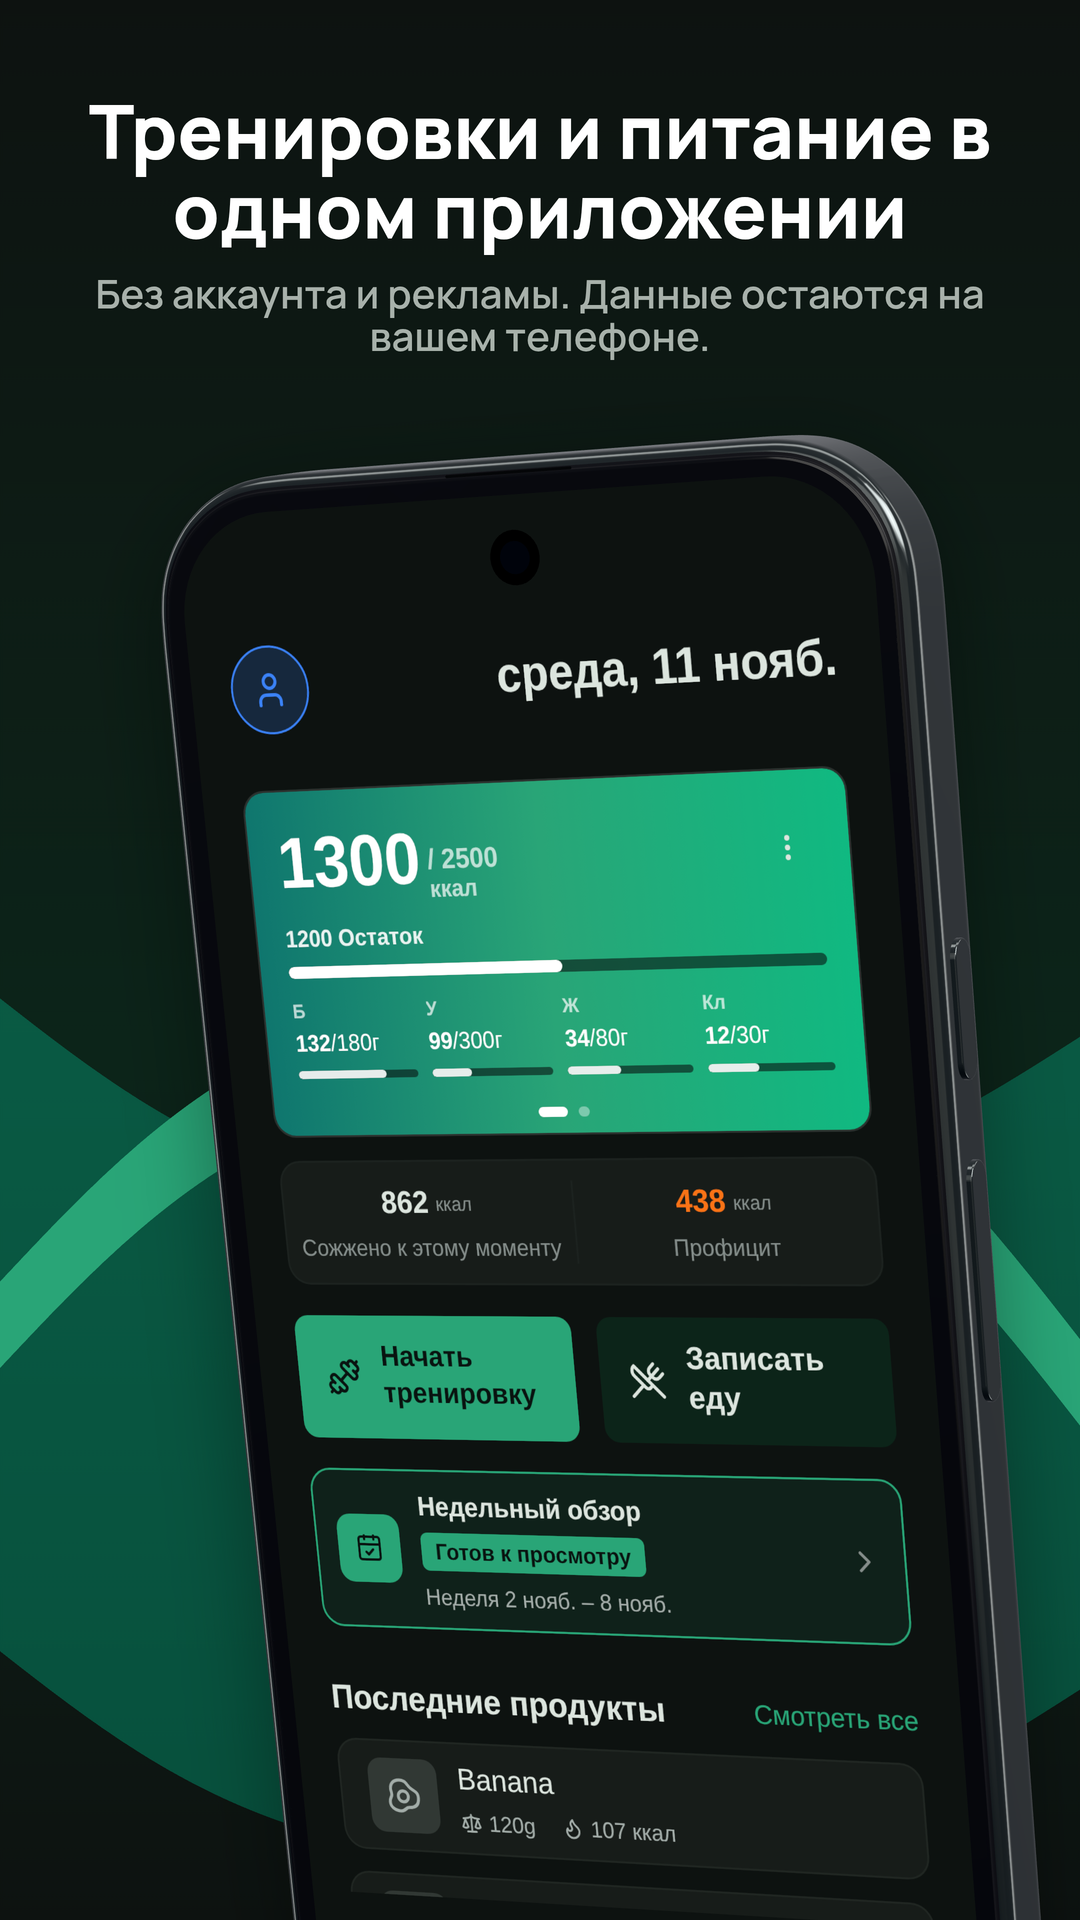 Тренировки и питание в
одном приложении
Без аккаунта и рекламы. Данные остаются на
вашем телефоне.
среда, 11 нояб.
1300 / 2500
ккал
1200 Остаток
Б У Ж Кл
132/180г 99/300г 34/80г 12/30г
862 ккал 438 ккал
Сожжено к этому моменту Профицит
Начать
тренировку
Записать
еду
Недельный обзор
Готов к просмотру
Неделя 2 нояб. – 8 нояб.
Последние продукты Смотреть все
Banana
120g 107 ккал